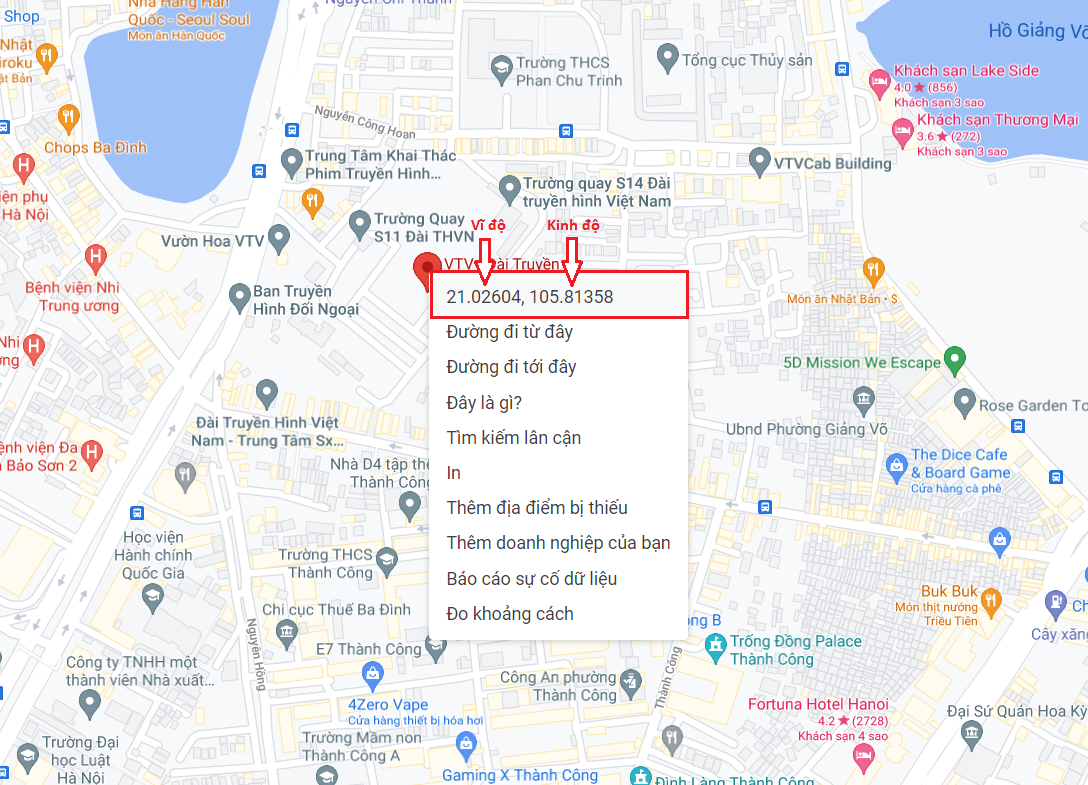 Shop
Nhà Hàng Hàn
Quốc - Seoul Soul
Món ăn Hàn Quốc
Nguyễn Chí Thanh
Hồ Giảng Võ
Nhật
iroku
Nhật Bản
Trường THCS
Phan Chu Trinh
Tổng cục Thủy sản
Khách sạn Lake Side
4.0 ★ (856)
Khách sạn 3 sao
Khách sạn Thương Mại
3.6 ★ (272)
Khách sạn 3 sao
Chops Ba Đình
Nguyễn Công Hoan
Trung Tâm Khai Thác
Phim Truyền Hình...
VTVCab Building
Trường quay S14 Đài
truyền hình Việt Nam
iện phụ
Hà Nội
Trường Quay
S11 Đài THVN
Vĩ độ
Kinh độ
Vườn Hoa VTV
VTV
Đài Truyền
Bệnh viện Nhi
Trung ương
Ban Truyền
Hình Đối Ngoại
21.02604, 105.81358
Món ăn Nhật Bản • $
Đường đi từ đây
Nhi
ơng
5D Mission We Escape
Đường đi tới đây
Đây là gì?
Rose Garden To
Đài Truyền Hình Việt
Nam - Trung Tâm Sx...
Ubnd Phường Giảng Võ
Tìm kiếm lân cận
ệnh viện Đa
Bảo Sơn 2
The Dice Cafe
& Board Game
Cửa hàng cà phê
Nhà D4 tập thể
Thành Công
In
Thêm địa điểm bị thiếu
Học viện
Hành chính
Quốc Gia
Thêm doanh nghiệp của bạn
Trường THCS
Thành Công
Báo cáo sự cố dữ liệu
Buk Buk
Món thịt nướng
Triều Tiên
Chi cục Thuế Ba Đình
Đo khoảng cách
Ch
Cây xăng
ng B
Nguyên Hồng
E7 Thành Công
Trống Đồng Palace
Thành Công
Công ty TNHH một
thành viên Nhà xuất...
Thành Công
Công An phường
Thành Công
4Zero Vape
Cửa hàng thiết bị hóa hơi
Fortuna Hotel Hanoi
4.2 ★ (2728)
Khách sạn 4 sao
Đại Sứ Quán Hoa Kỳ
Trường Đại
học Luật
Hà Nội
Trường Mầm non
Thành Công A
Gaming X Thành Công
Đình Làng Thành Công